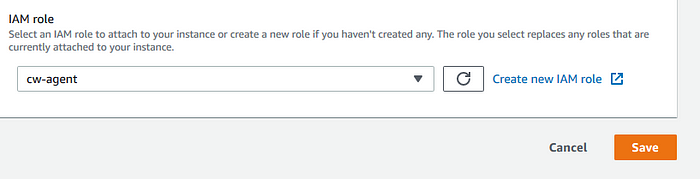 IAM role
Select an IAM role to attach to your instance or create a new role if you haven't created any. The role you select replaces any roles that are
currently attached to your instance.
cw-agent
Create new IAM role
Cancel
Save